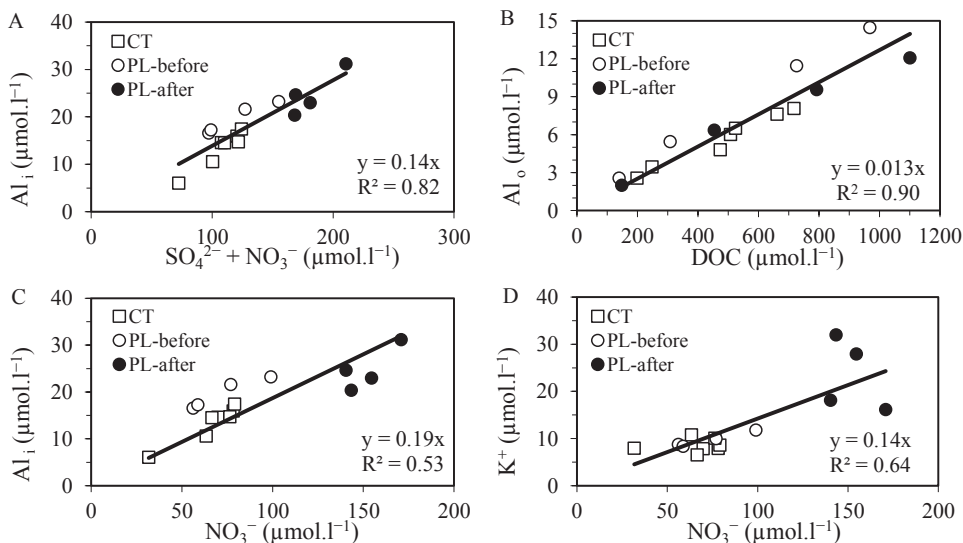 A
Al i (µmol.l⁻¹)
40
30
20
10
0
CT
PL-before
PL-after
y = 0.14x
R² = 0.82
0 100 200 300
SO₄²⁻ + NO₃⁻ (µmol.l⁻¹)
B
Al o (µmol.l⁻¹)
15
12
9
6
3
0
CT
PL-before
PL-after
y = 0.013x
R² = 0.90
0 200 400 600 800 1000 1200
DOC (µmol.l⁻¹)
C
Al i (µmol.l⁻¹)
40
30
20
10
0
CT
PL-before
PL-after
y = 0.19x
R² = 0.53
0 50 100 150 200
NO₃⁻ (µmol.l⁻¹)
D
K⁺ (µmol.l⁻¹)
40
30
20
10
0
CT
PL-before
PL-after
y = 0.14x
R² = 0.64
0 50 100 150 200
NO₃⁻ (µmol.l⁻¹)